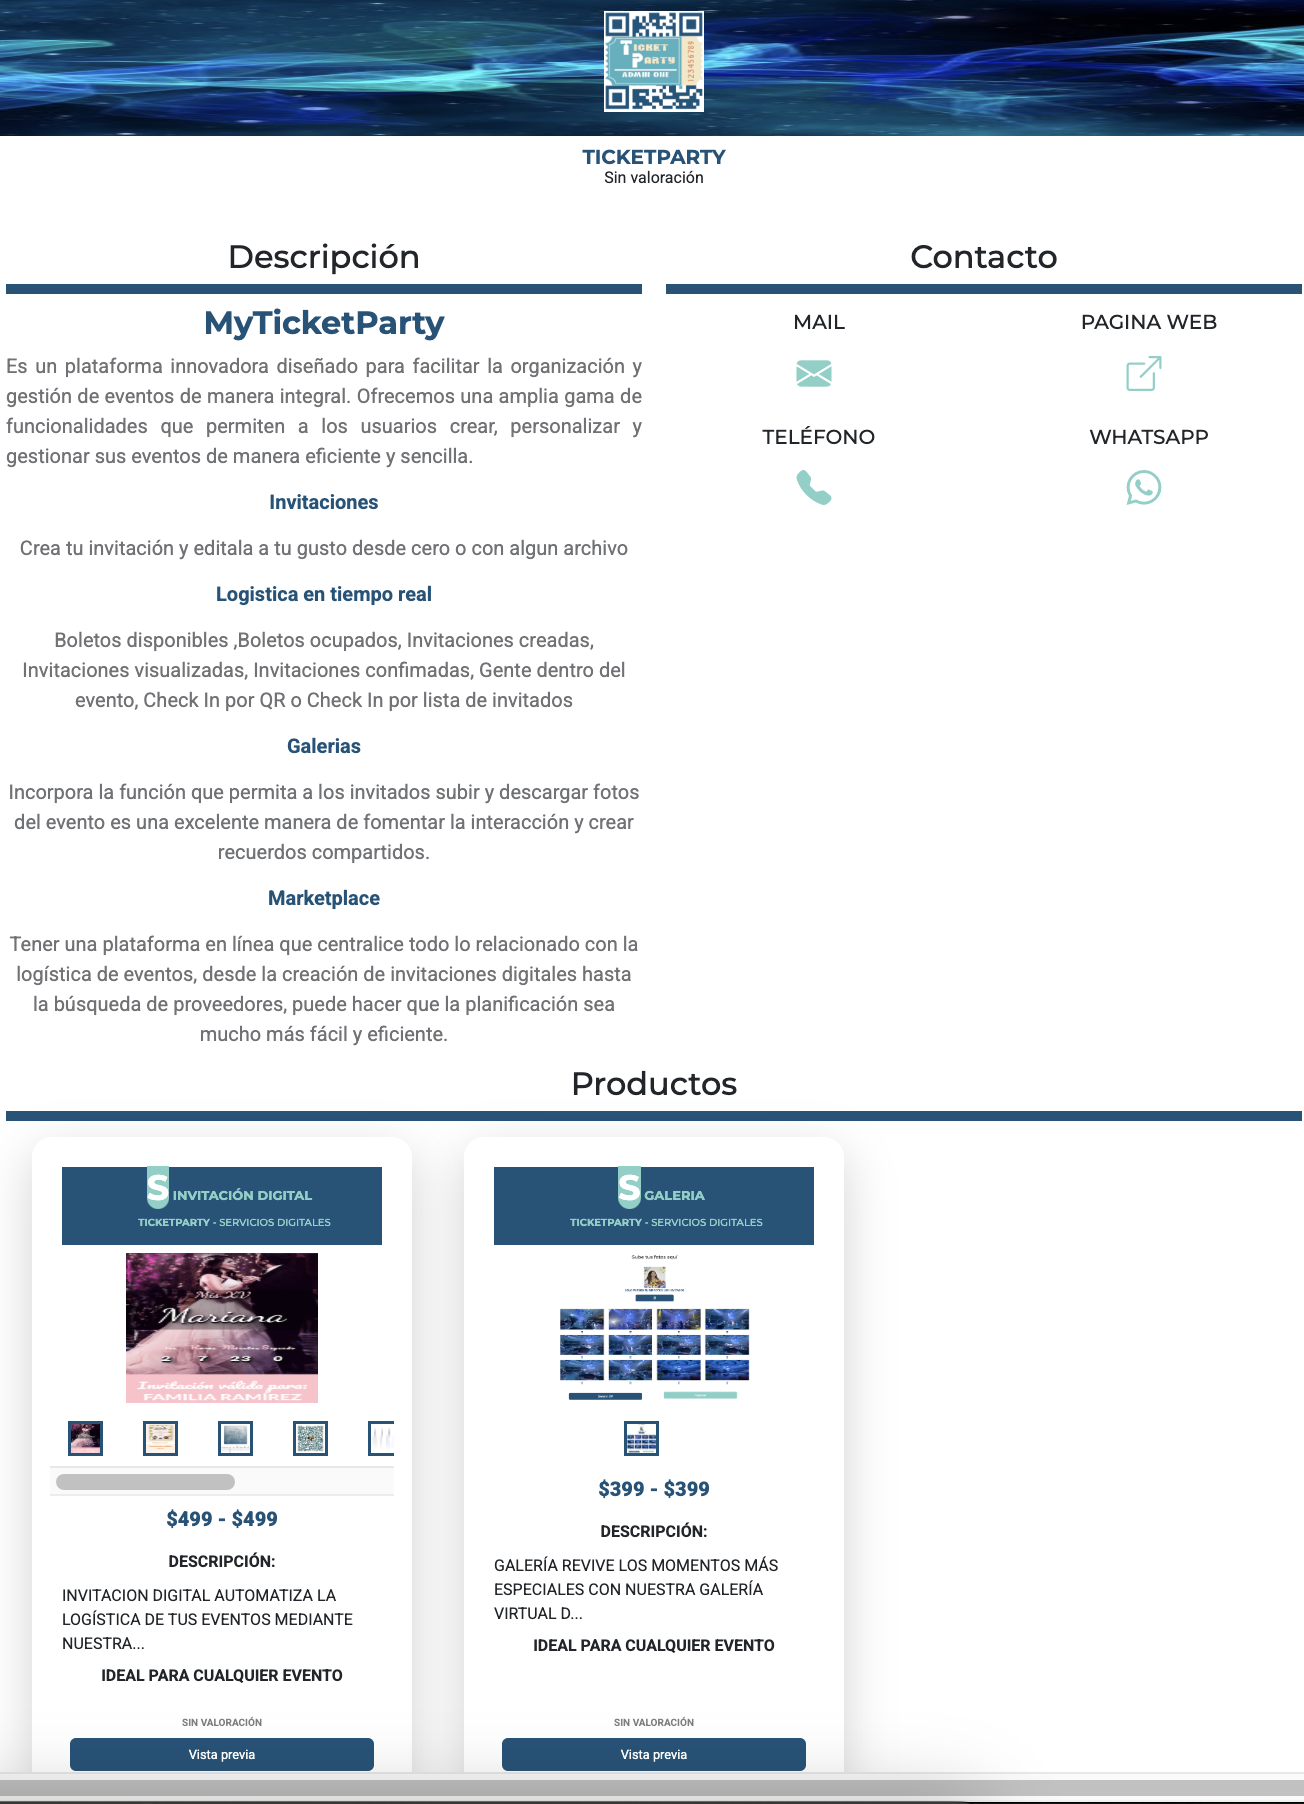 TICKET
PARTY
ADMIN ONE
123456789
TICKETPARTY
Sin valoración
Descripción
MyTicketParty
Es un plataforma innovadora diseñado para facilitar la organización y
gestión de eventos de manera integral. Ofrecemos una amplia gama de
funcionalidades que permiten a los usuarios crear, personalizar y
gestionar sus eventos de manera eficiente y sencilla.
Invitaciones
Crea tu invitación y editala a tu gusto desde cero o con algun archivo
Logistica en tiempo real
Boletos disponibles ,Boletos ocupados, Invitaciones creadas,
Invitaciones visualizadas, Invitaciones confimadas, Gente dentro del
evento, Check In por QR o Check In por lista de invitados
Galerias
Incorpora la función que permita a los invitados subir y descargar fotos
del evento es una excelente manera de fomentar la interacción y crear
recuerdos compartidos.
Marketplace
Tener una plataforma en línea que centralice todo lo relacionado con la
logística de eventos, desde la creación de invitaciones digitales hasta
la búsqueda de proveedores, puede hacer que la planificación sea
mucho más fácil y eficiente.
Contacto
MAIL
PAGINA WEB
TELÉFONO
WHATSAPP
Productos
S INVITACIÓN DIGITAL
TICKETPARTY - SERVICIOS DIGITALES
Mis XV
Mariana
2 7 23 0
Invitación válida para:
FAMILIA RAMÍREZ
$499 - $499
DESCRIPCIÓN:
INVITACION DIGITAL AUTOMATIZA LA
LOGÍSTICA DE TUS EVENTOS MEDIANTE
NUESTRA...
IDEAL PARA CUALQUIER EVENTO
SIN VALORACIÓN
Vista previa
S GALERIA
TICKETPARTY - SERVICIOS DIGITALES
Sube tus fotos aquí
$399 - $399
DESCRIPCIÓN:
GALERÍA REVIVE LOS MOMENTOS MÁS
ESPECIALES CON NUESTRA GALERÍA
VIRTUAL D...
IDEAL PARA CUALQUIER EVENTO
SIN VALORACIÓN
Vista previa